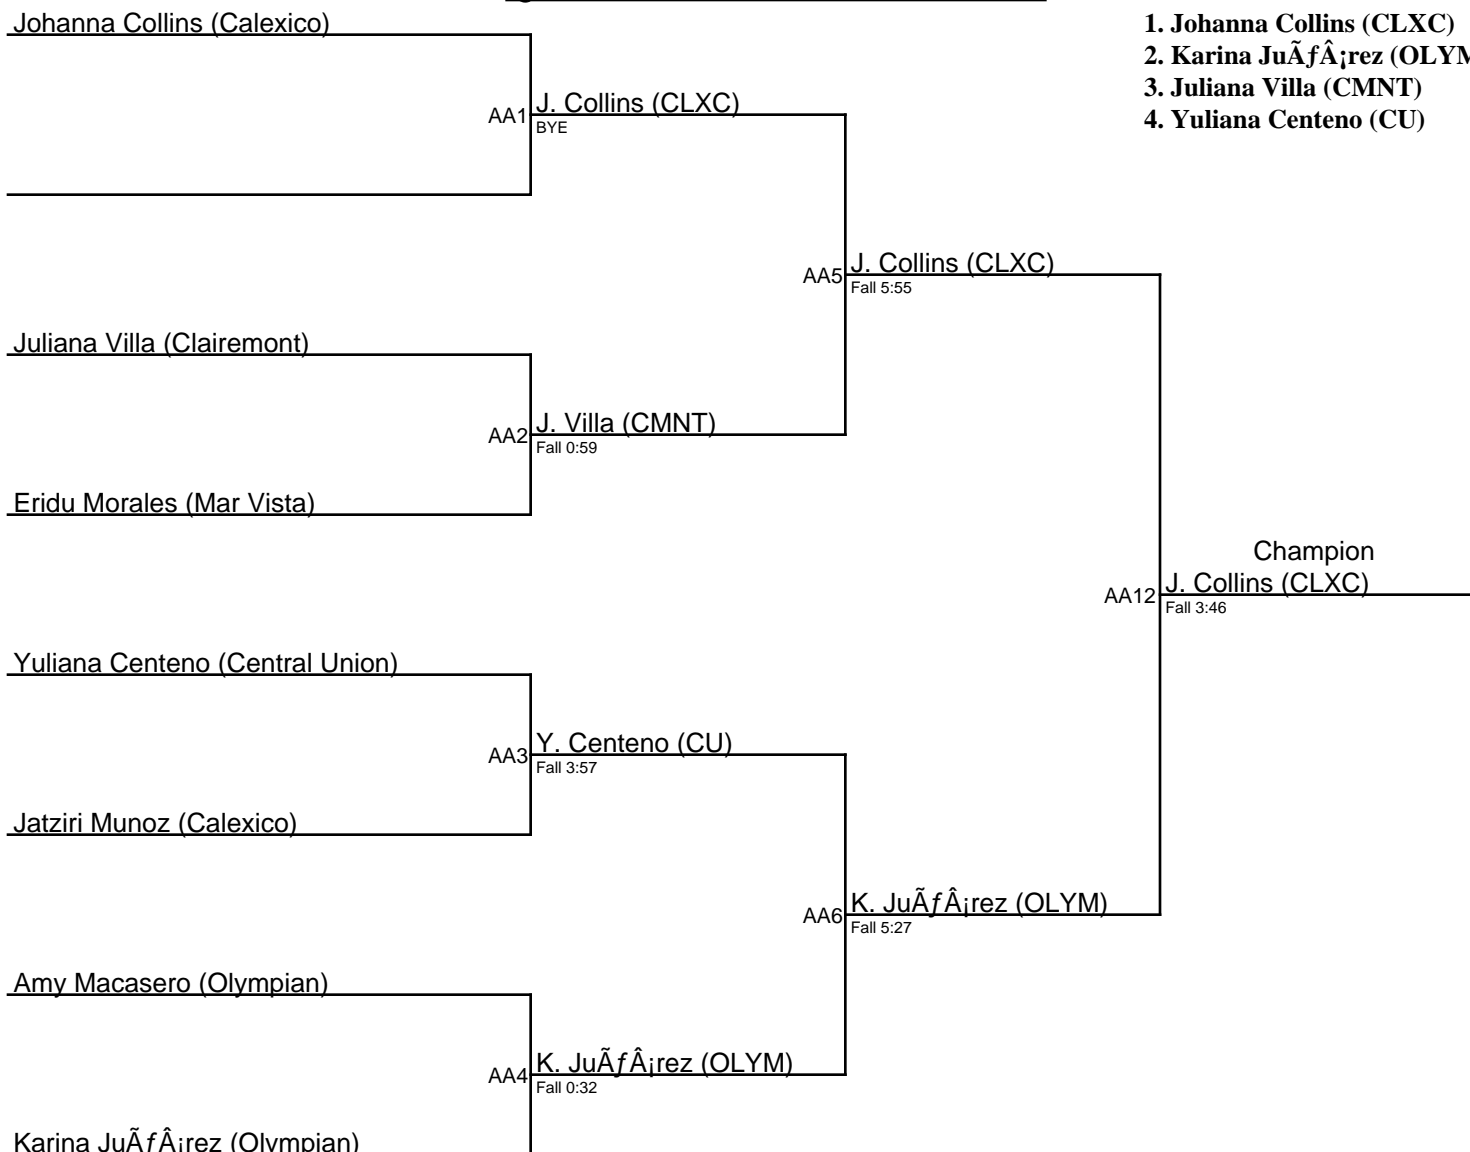 Johanna Collins (Calexico)
1. Johanna Collins (CLXC)
2. Karina JuÃƒÂ¡rez (OLYM
3. Juliana Villa (CMNT)
4. Yuliana Centeno (CU)
AA1 J. Collins (CLXC)
BYE
AA5 J. Collins (CLXC)
Fall 5:55
Juliana Villa (Clairemont)
AA2 J. Villa (CMNT)
Fall 0:59
Eridu Morales (Mar Vista)
Champion
AA12 J. Collins (CLXC)
Fall 3:46
Yuliana Centeno (Central Union)
AA3 Y. Centeno (CU)
Fall 3:57
Jatziri Munoz (Calexico)
AA6 K. JuÃƒÂ¡rez (OLYM)
Fall 5:27
Amy Macasero (Olympian)
AA4 K. JuÃƒÂ¡rez (OLYM)
Fall 0:32
Karina JuÃƒÂ¡rez (Olympian)